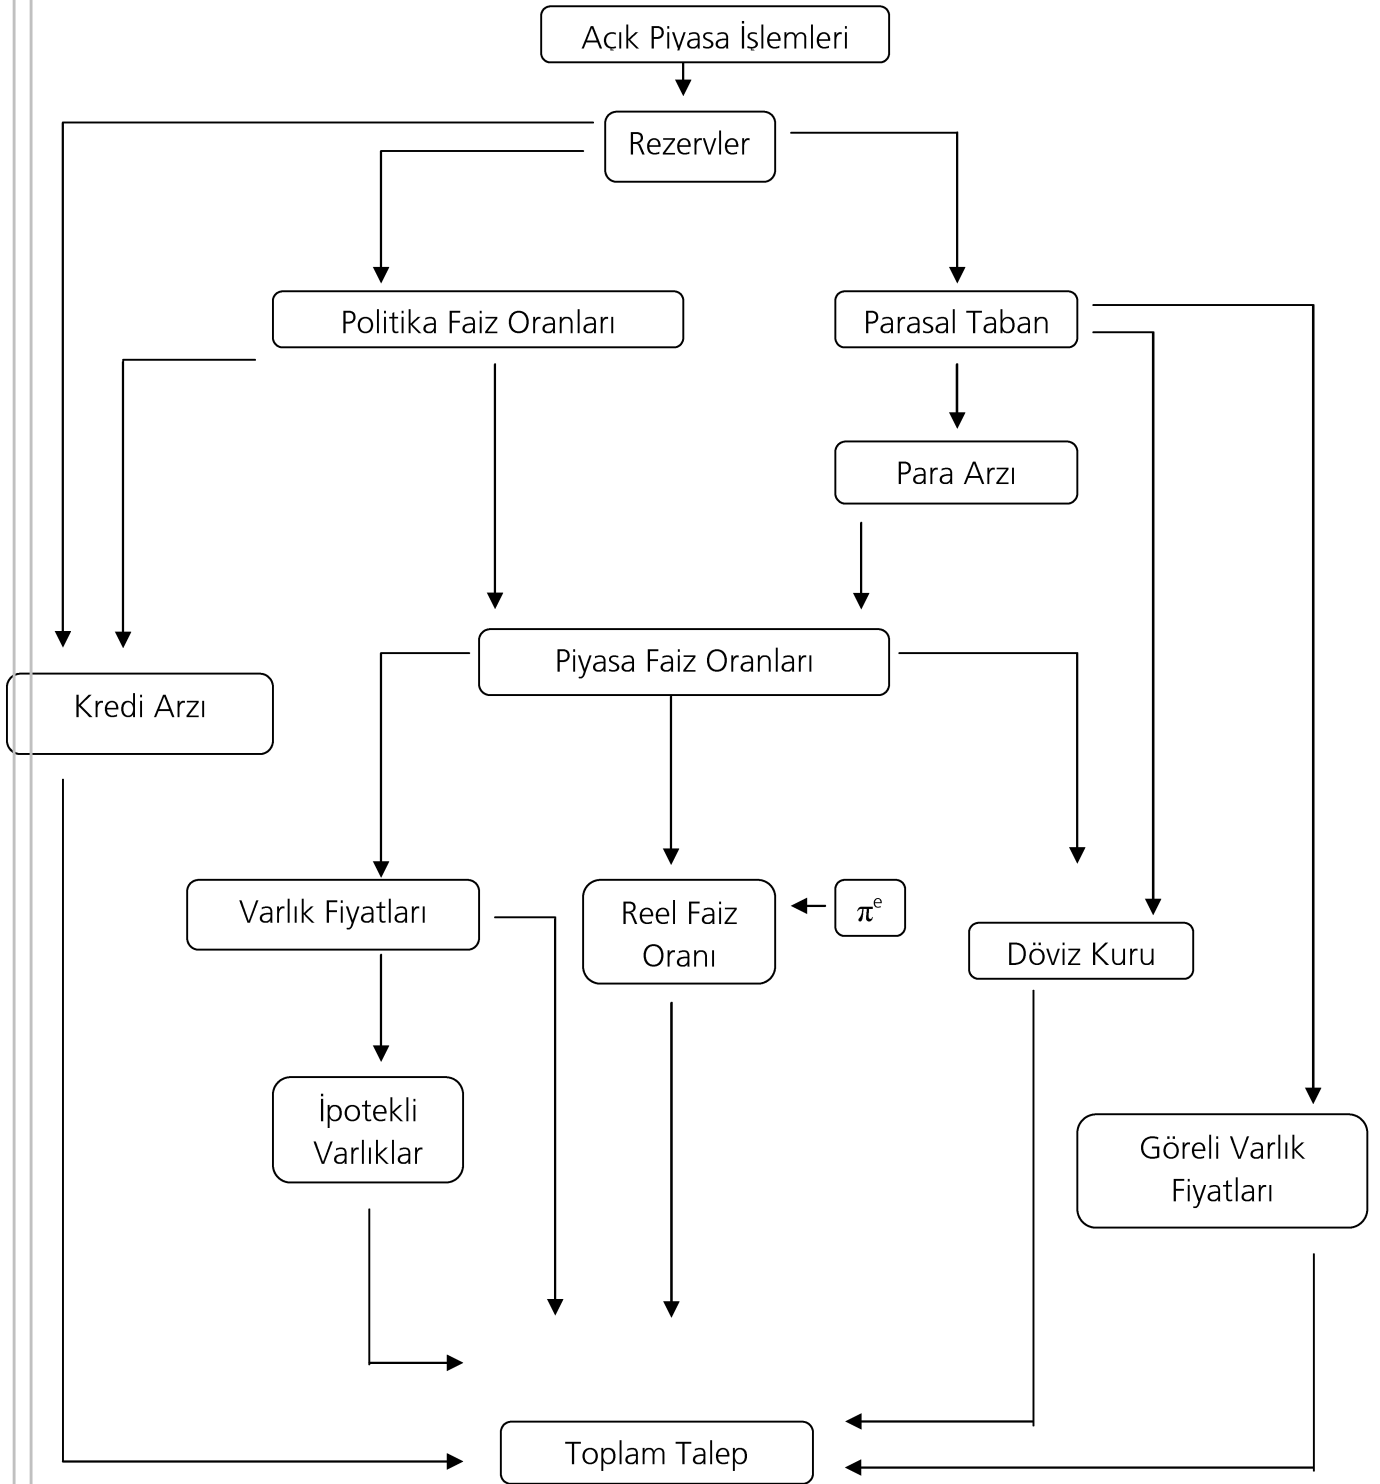 Açık Piyasa İşlemleri
Rezervler
Politika Faiz Oranları
Parasal Taban
Para Arzı
Piyasa Faiz Oranları
Kredi Arzı
Varlık Fiyatları
Reel Faiz
Oranı
πᵉ
Döviz Kuru
İpotekli
Varlıklar
Göreli Varlık
Fiyatları
Toplam Talep